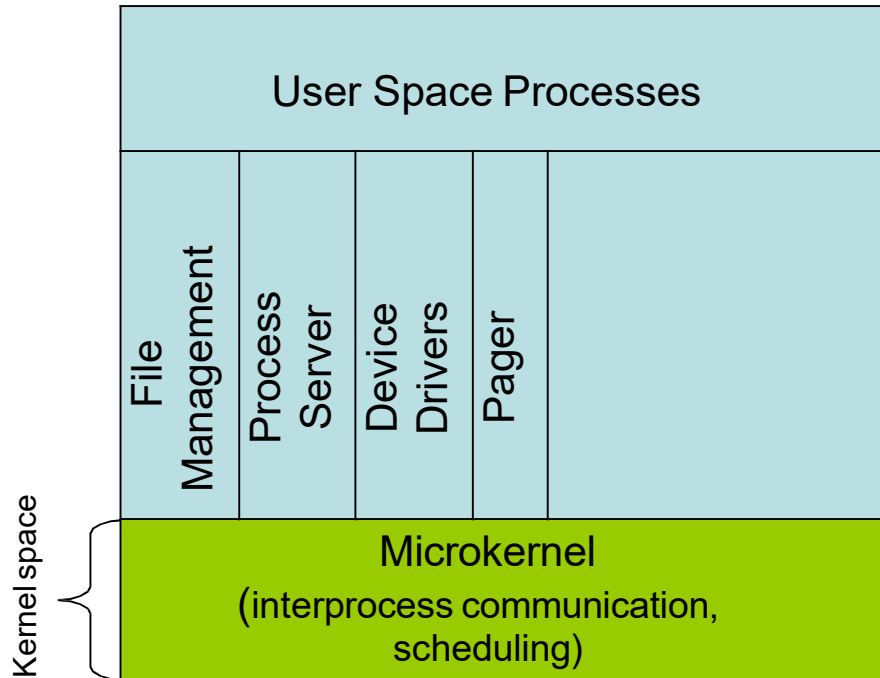 User Space Processes
File
Management
Process
Server
Device
Drivers
Pager
Kernel space
Microkernel
(interprocess communication,
scheduling)